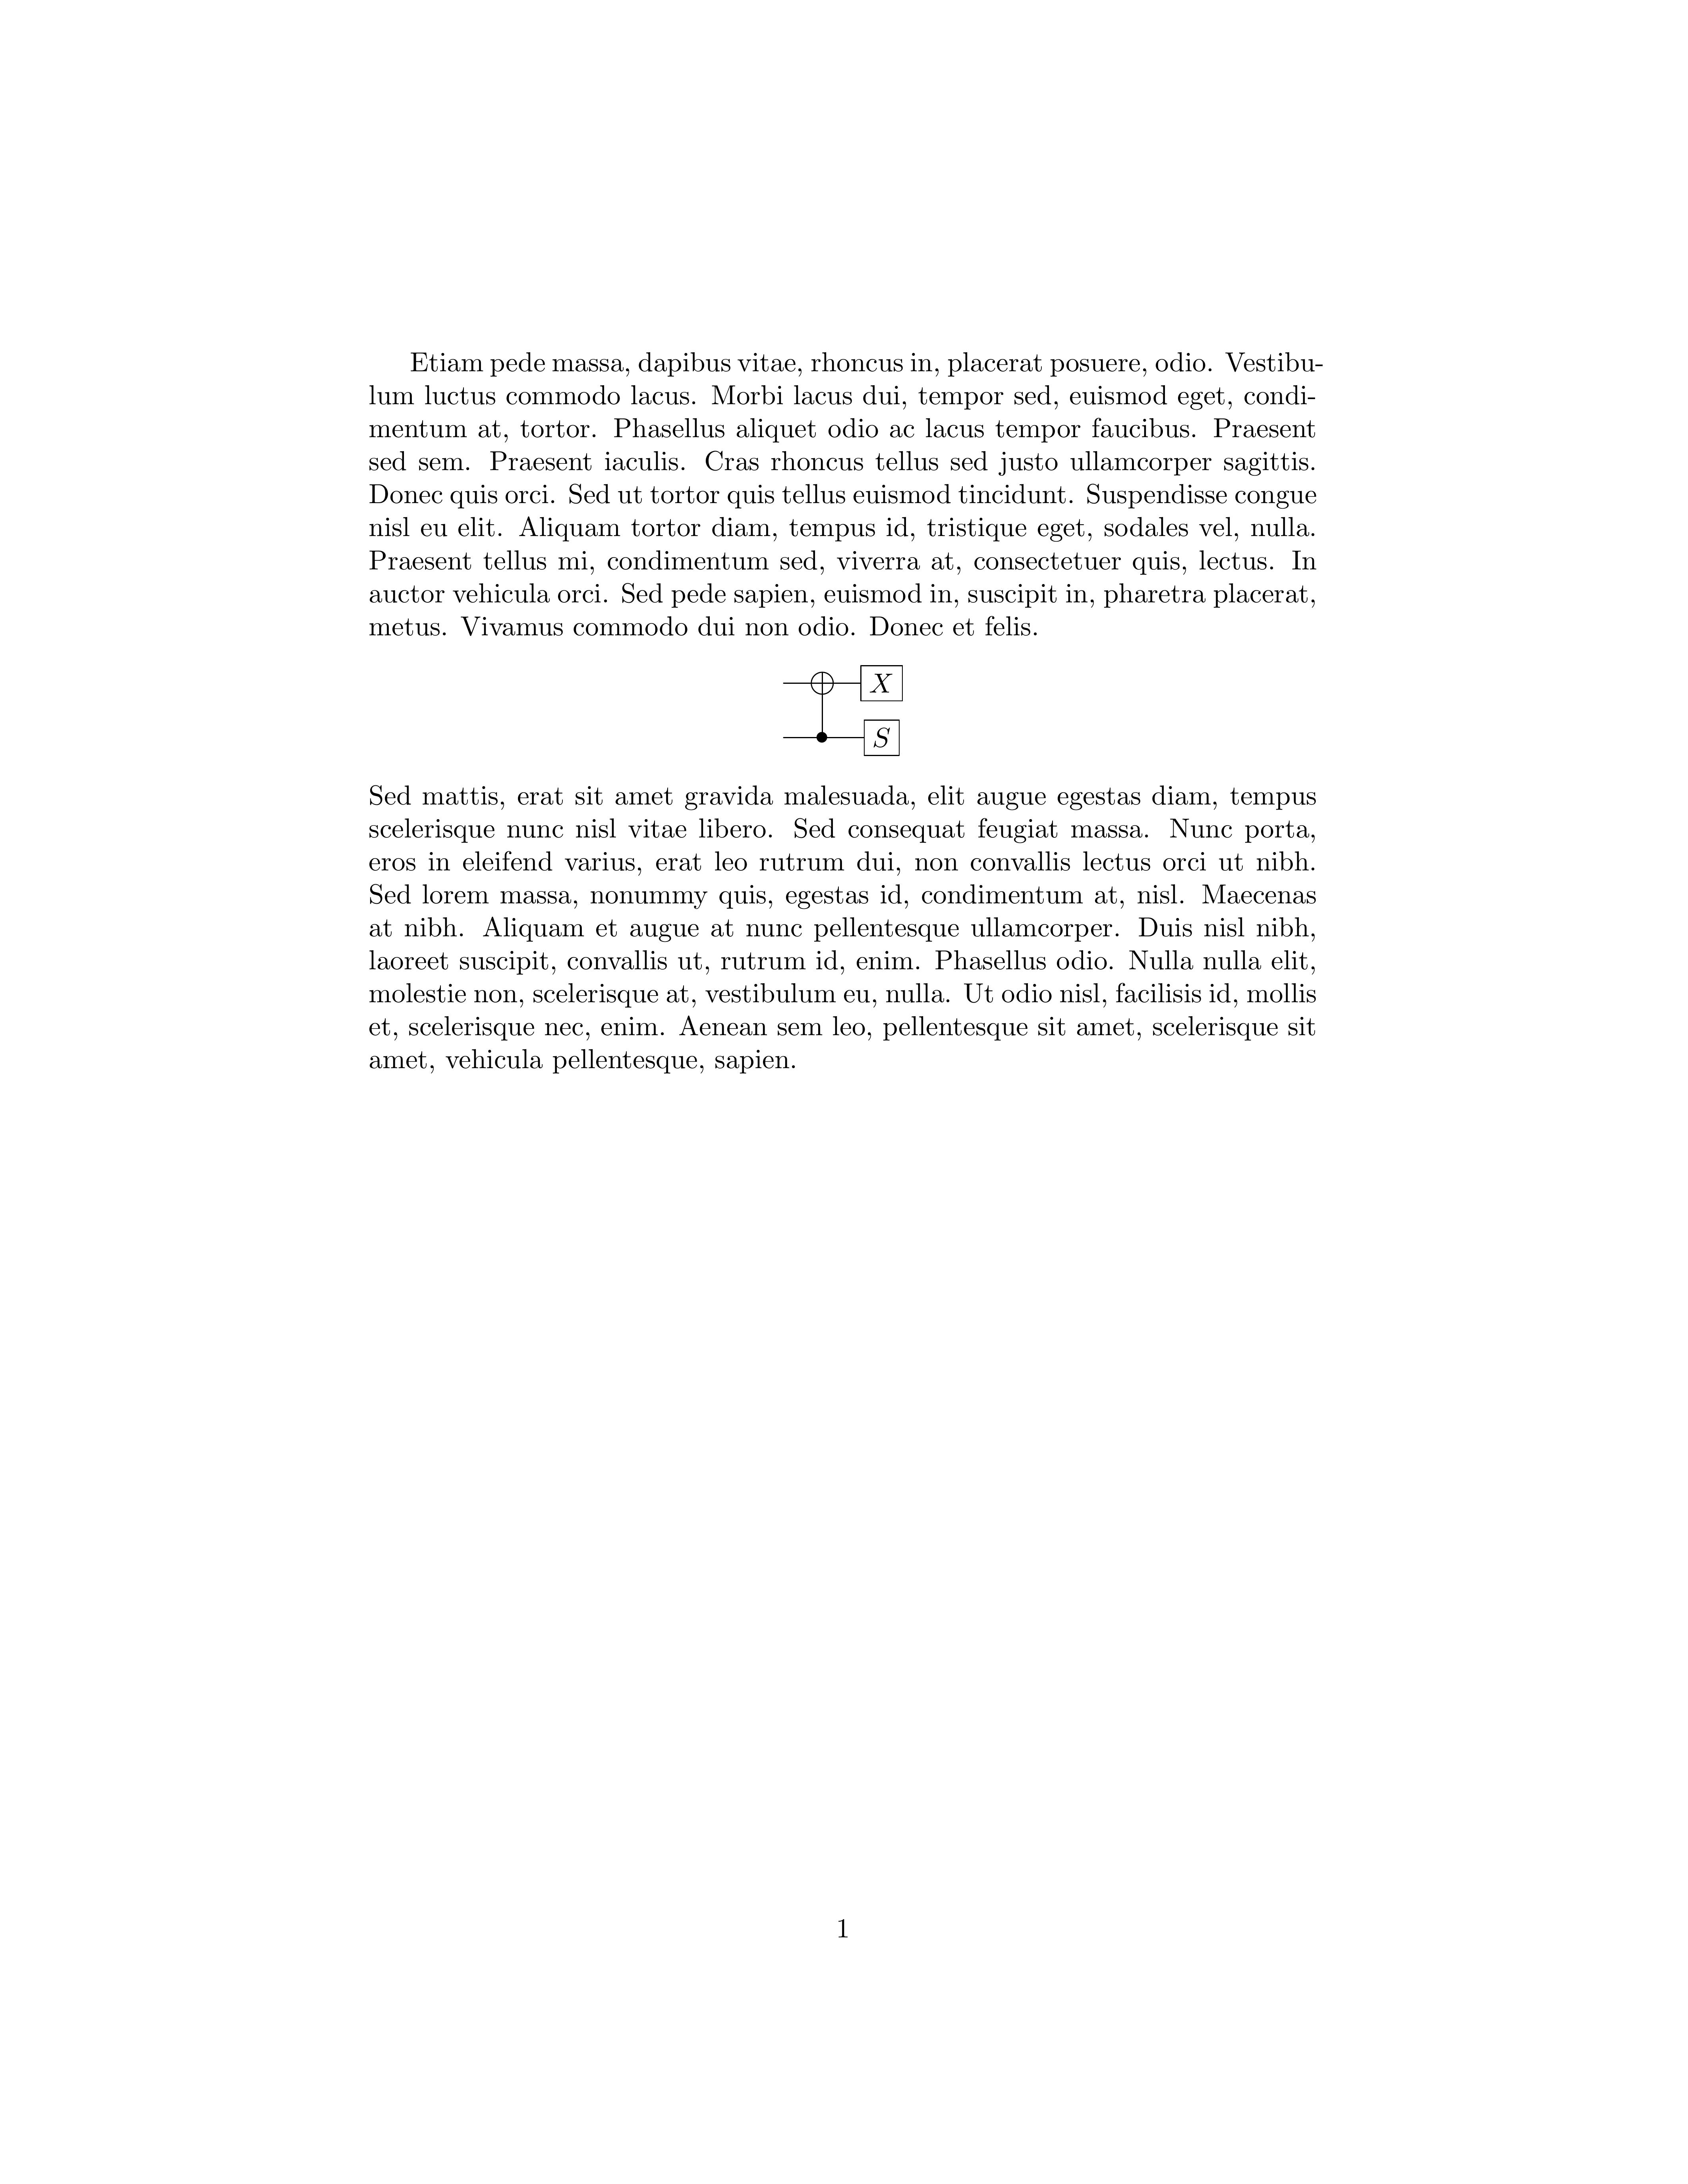 Etiam pede massa, dapibus vitae, rhoncus in, placerat posuere, odio. Vestibu-
lum luctus commodo lacus. Morbi lacus dui, tempor sed, euismod eget, condi-
mentum at, tortor. Phasellus aliquet odio ac lacus tempor faucibus. Praesent
sed sem. Praesent iaculis. Cras rhoncus tellus sed justo ullamcorper sagittis.
Donec quis orci. Sed ut tortor quis tellus euismod tincidunt. Suspendisse congue
nisl eu elit. Aliquam tortor diam, tempus id, tristique eget, sodales vel, nulla.
Praesent tellus mi, condimentum sed, viverra at, consectetuer quis, lectus. In
auctor vehicula orci. Sed pede sapien, euismod in, suscipit in, pharetra placerat,
metus. Vivamus commodo dui non odio. Donec et felis.
X
S
Sed mattis, erat sit amet gravida malesuada, elit augue egestas diam, tempus
scelerisque nunc nisl vitae libero. Sed consequat feugiat massa. Nunc porta,
eros in eleifend varius, erat leo rutrum dui, non convallis lectus orci ut nibh.
Sed lorem massa, nonummy quis, egestas id, condimentum at, nisl. Maecenas
at nibh. Aliquam et augue at nunc pellentesque ullamcorper. Duis nisl nibh,
laoreet suscipit, convallis ut, rutrum id, enim. Phasellus odio. Nulla nulla elit,
molestie non, scelerisque at, vestibulum eu, nulla. Ut odio nisl, facilisis id, mollis
et, scelerisque nec, enim. Aenean sem leo, pellentesque sit amet, scelerisque sit
amet, vehicula pellentesque, sapien.
1